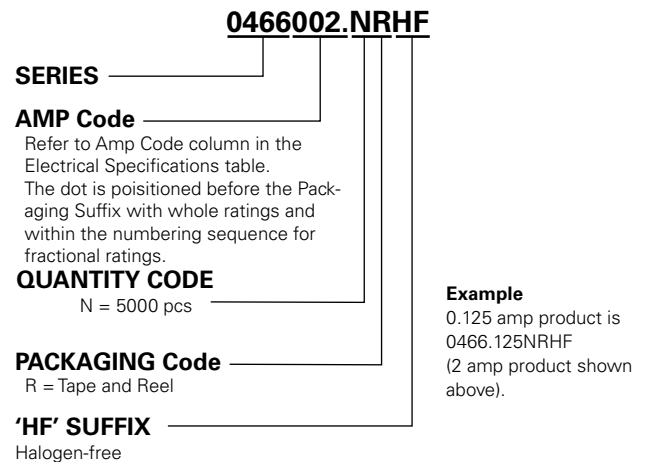 0466002.NRHF
SERIES
AMP Code
Refer to Amp Code column in the
Electrical Specifications table.
The dot is poisitioned before the Pack-
aging Suffix with whole ratings and
within the numbering sequence for
fractional ratings.
QUANTITY CODE
N = 5000 pcs
PACKAGING Code
R = Tape and Reel
‘HF’ SUFFIX
Halogen-free
Example
0.125 amp product is
0466.125NRHF
(2 amp product shown
above).